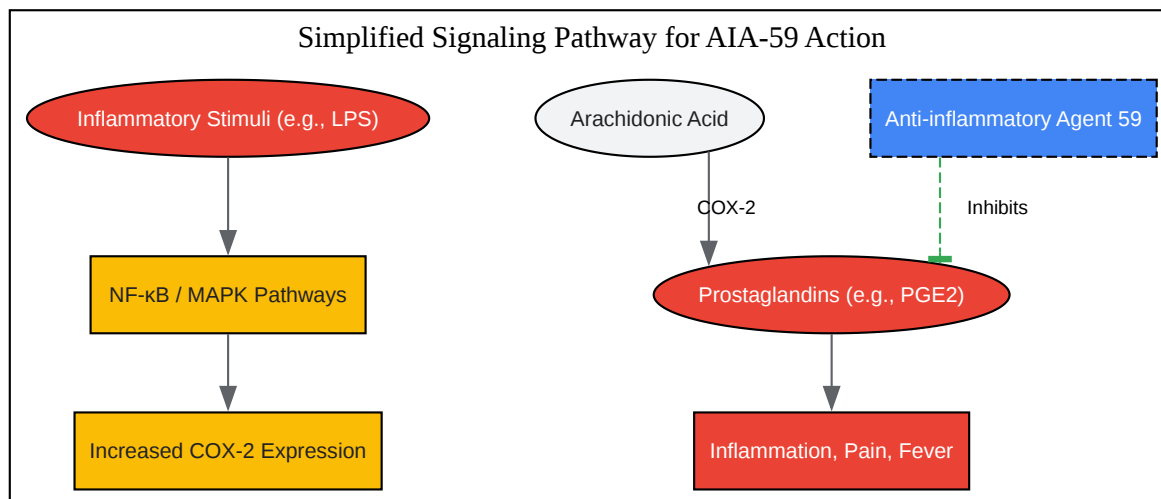 Simplified Signaling Pathway for AIA-59 Action
Inflammatory Stimuli (e.g., LPS)
Arachidonic Acid
Anti-inflammatory Agent 59
COX-2
Inhibits
NF-κB / MAPK Pathways
Prostaglandins (e.g., PGE2)
Increased COX-2 Expression
Inflammation, Pain, Fever